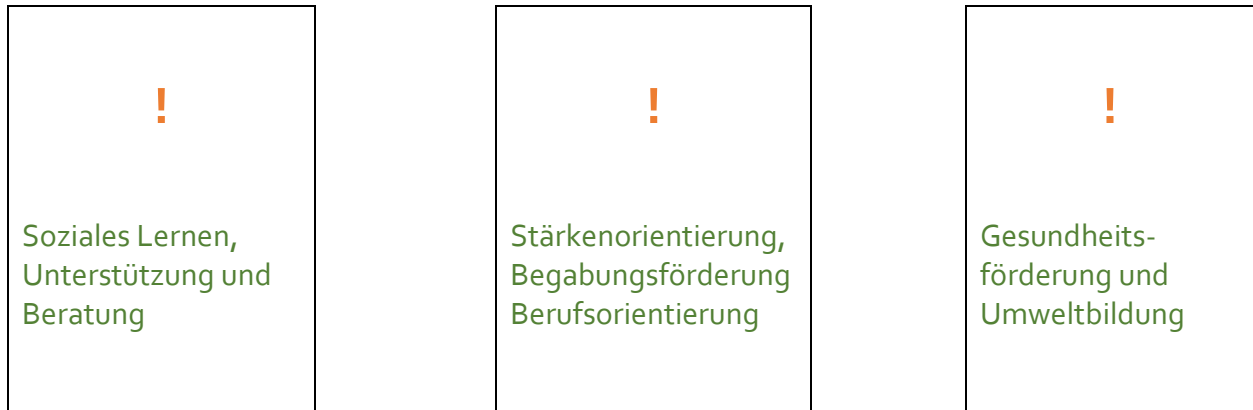 !
Soziales Lernen,
Unterstützung und
Beratung
!
Stärkenorientierung,
Begabungsförderung
Berufsorientierung
!
Gesundheits-
förderung und
Umweltbildung